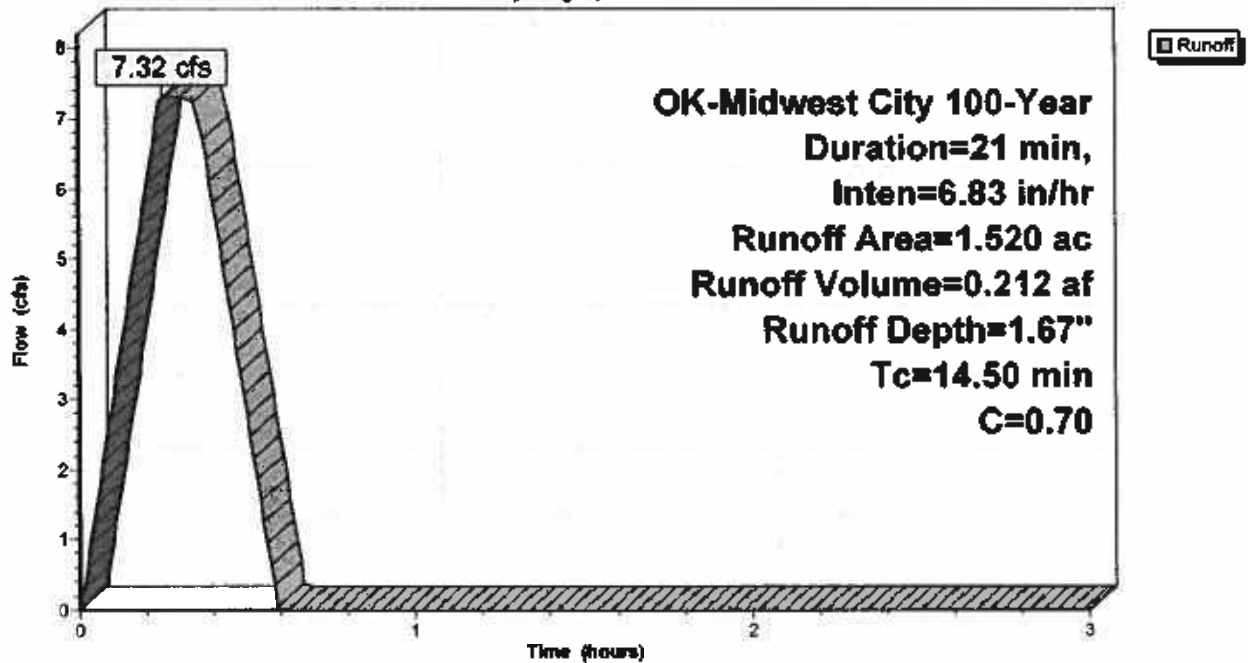 Runoff
7.32 cfs
OK-Midwest City 100-Year
Duration=21 min,
Inten=6.83 in/hr
Runoff Area=1.520 ac
Runoff Volume=0.212 af
Runoff Depth=1.67"
Tc=14.50 min
C=0.70
Flow (cfs)
8
7
6
5
4
3
2
1
0
0 1 2 3
Time (hours)